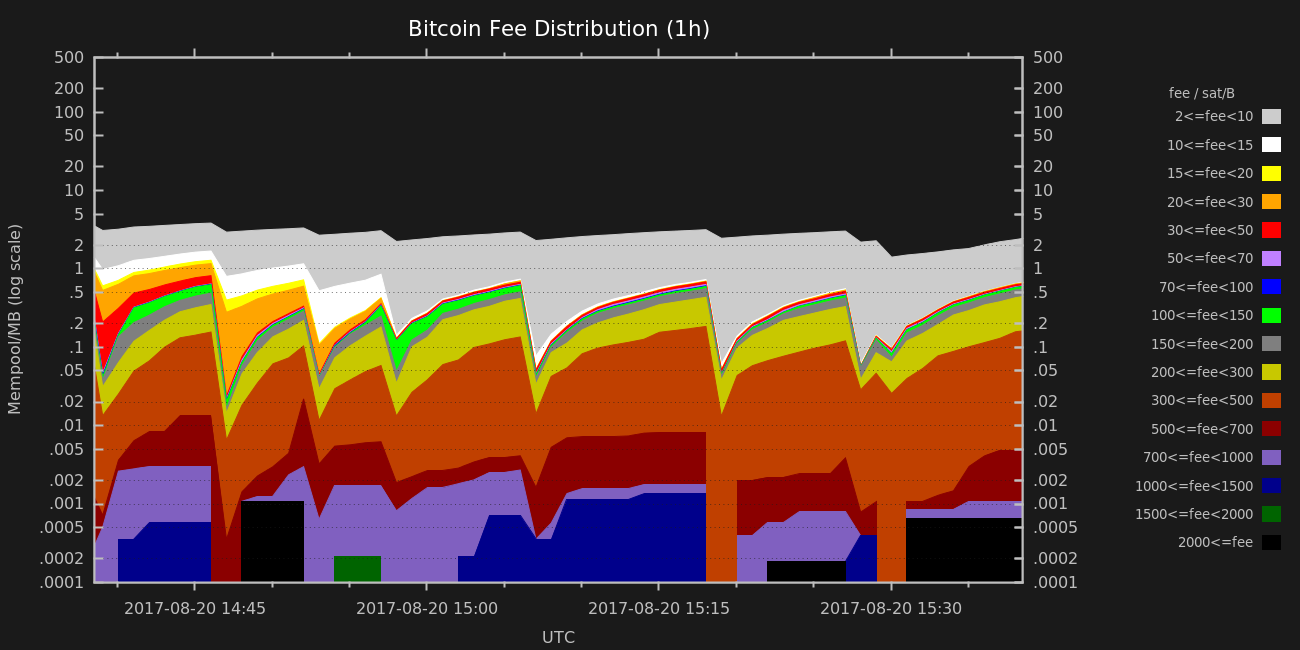 Bitcoin Fee Distribution (1h)
500 500
200 200
100 100
50 50
20 20
10 10
5 5
2 2
1 1
.5 .5
.2 .2
.1 .1
.05 .05
.02 .02
.01 .01
.005 .005
.002 .002
.001 .001
.0005 .0005
.0002 .0002
.0001 .0001
Mempool/MB (log scale)
2017-08-20 14:45 2017-08-20 15:00 2017-08-20 15:15 2017-08-20 15:30
UTC
fee / sat/B
2<=fee<10
10<=fee<15
15<=fee<20
20<=fee<30
30<=fee<50
50<=fee<70
70<=fee<100
100<=fee<150
150<=fee<200
200<=fee<300
300<=fee<500
500<=fee<700
700<=fee<1000
1000<=fee<1500
1500<=fee<2000
2000<=fee